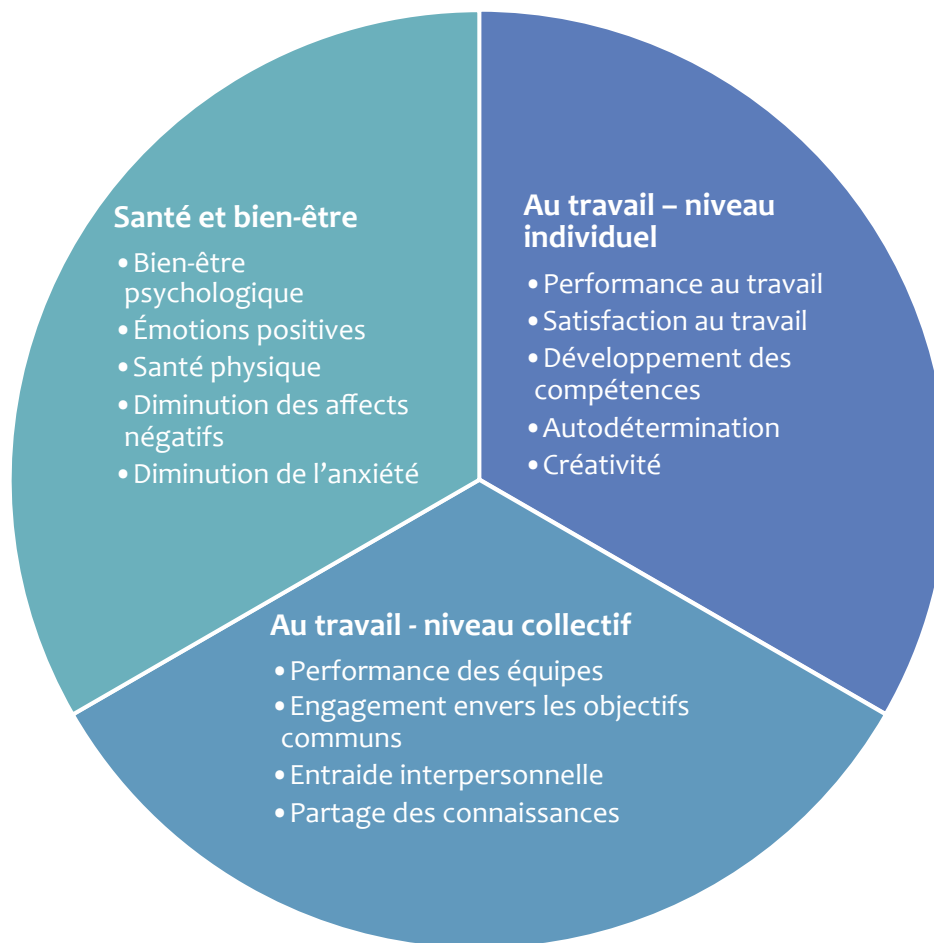 Santé et bien-être
•Bien-être
psychologique
•Émotions positives
•Santé physique
•Diminution des affects
négatifs
•Diminution de l'anxiété
Au travail – niveau
individuel
•Performance au travail
•Satisfaction au travail
•Développement des
compétences
•Autodétermination
•Créativité
Au travail - niveau collectif
•Performance des équipes
•Engagement envers les objectifs
communs
•Entraide interpersonnelle
•Partage des connaissances